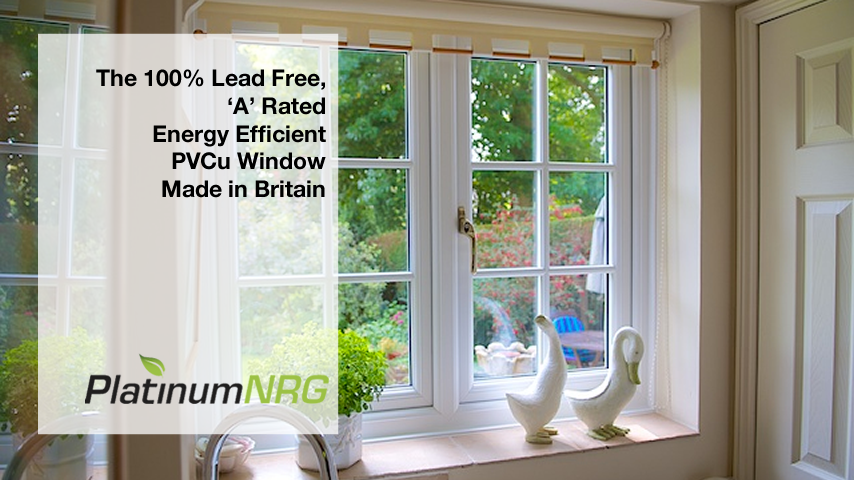 The 100% Lead Free,
‘A’ Rated
Energy Efficient
PVCu Window
Made in Britain
PlatinumNRG